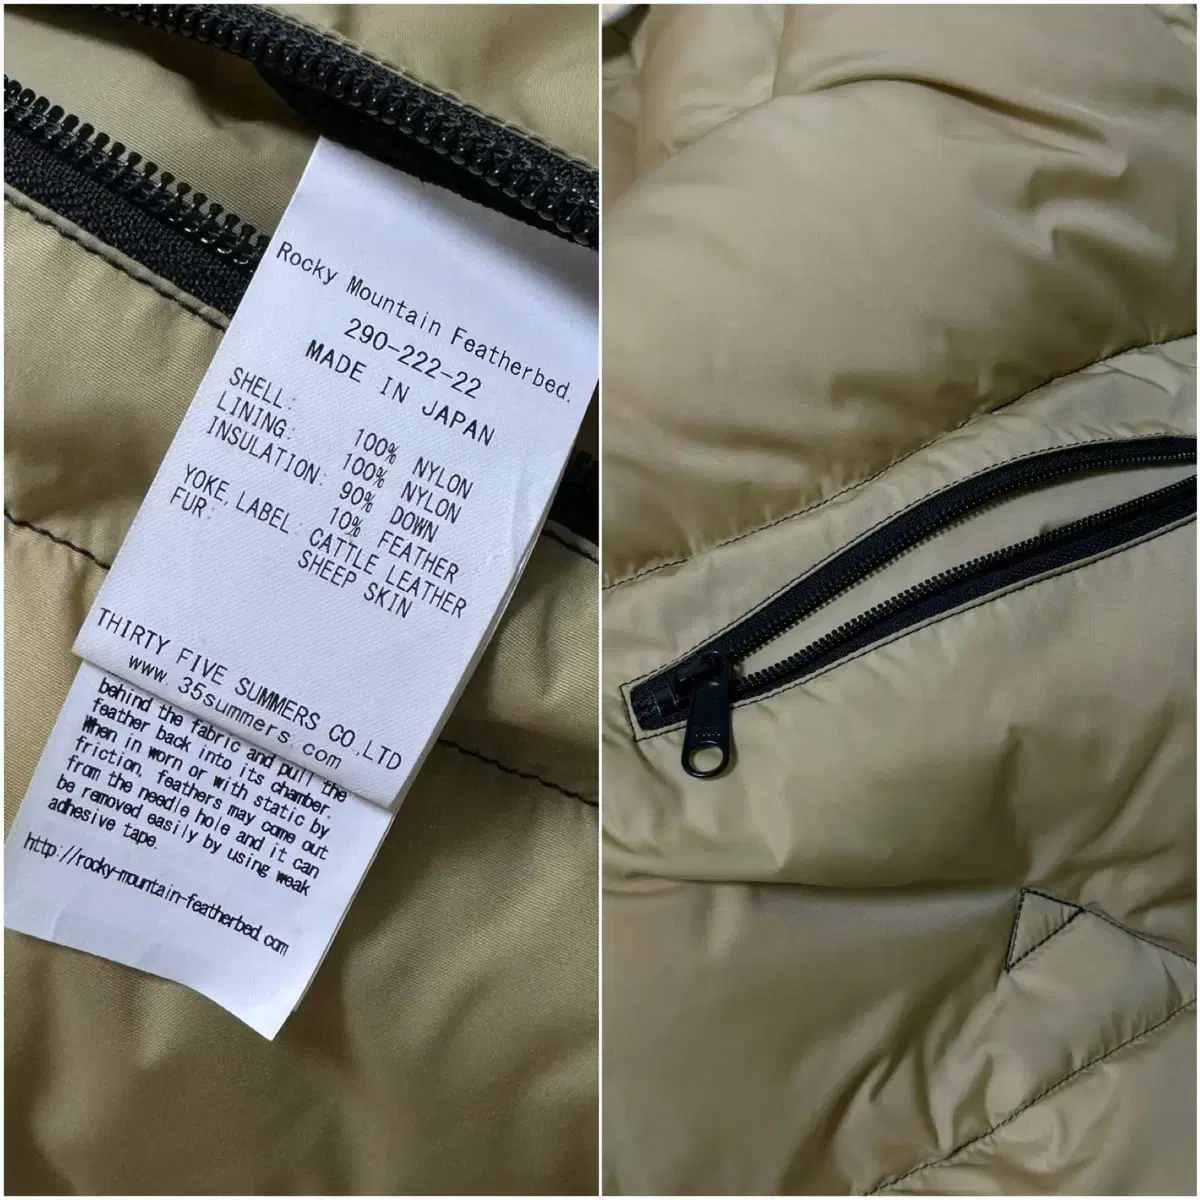 Rocky Mountain Featherbed.
290-222-22
MADE IN JAPAN
SHELL: 100% NYLON
LINING: 100% NYLON
INSULATION: 90% DOWN
10% FEATHER
YOKE, LABEL: CATTLE LEATHER
FUR: SHEEP SKIN
THIRTY FIVE SUMMERS CO.,LTD
www.35summers.com
behind the fabric and pull the
feather back into its chamber.
When in worn or with static by
friction, feathers may come out
from the needle hole and it can
be removed easily by using weak
adhesive tape.
http://rocky-mountain-featherbed.com